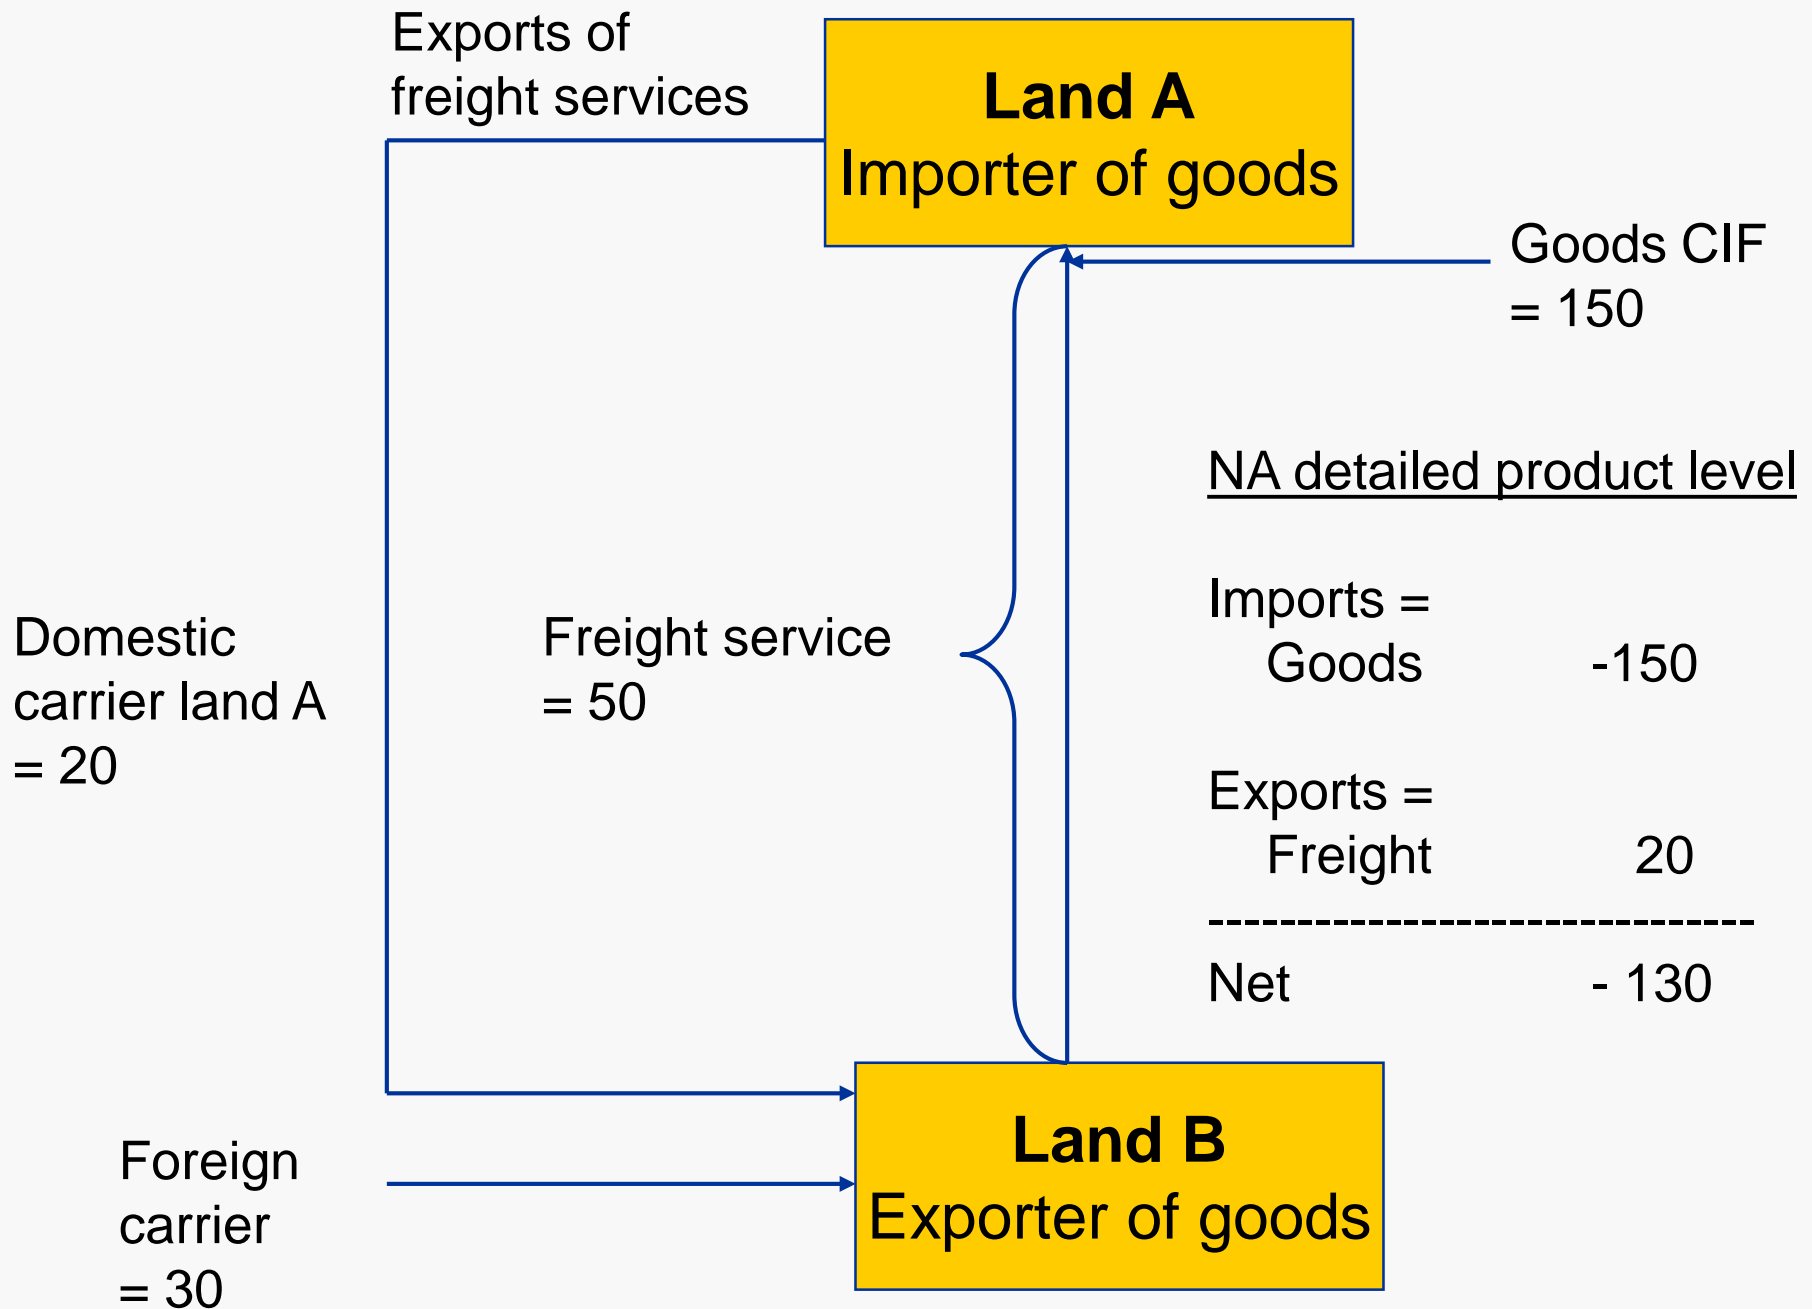 Exports of
freight services
Land A
Importer of goods
Goods CIF
= 150
NA detailed product level
Imports =
Goods -150
Exports =
Freight 20
--------------------------------
Net - 130
Domestic
carrier land A
= 20
Freight service
= 50
Foreign
carrier
= 30
Land B
Exporter of goods